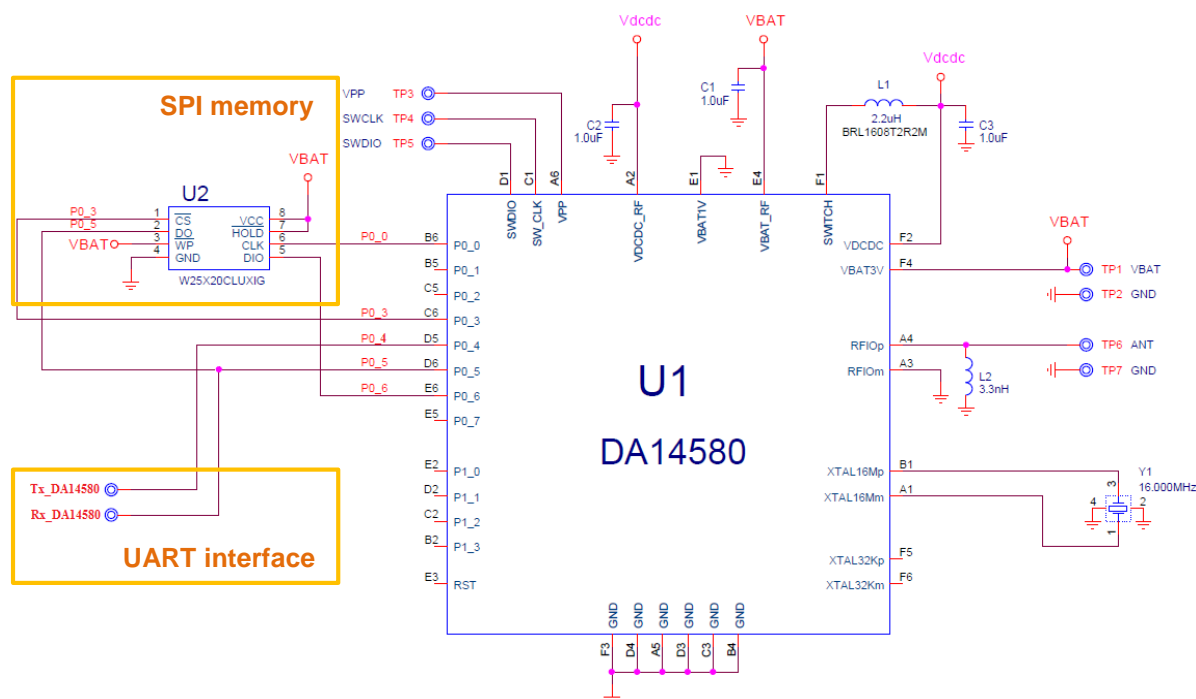 Vdcdc
VBAT
Vdcdc
SPI memory
VPP TP3
SWCLK TP4
SWDIO TP5
C2
1.0uF
C1
1.0uF
L1
2.2uH
BRL1608T2R2M
C3
1.0uF
VBAT
U2
P0_3
P0_5
VBAT
1 CS
2 DO
3 WP
4 GND
VCC 8
HOLD 7
CLK 6
DIO 5
W25X20CLUXIG
D1 SWDIO
C1 SW_CLK
A6 VPP
A2 VDCDC_RF
E1 VBAT1V
E4 VBAT_RF
F1 SWITCH
P0_0 B6 P0_0
B5 P0_1
C5 P0_2
P0_3 C6 P0_3
P0_4 D5 P0_4
P0_5 D6 P0_5
P0_6 E6 P0_6
E5 P0_7
E2 P1_0
D2 P1_1
C2 P1_2
B2 P1_3
E3 RST
U1
DA14580
VDCDC F2
VBAT3V F4
RFIOp A4
RFIOm A3
XTAL16Mp B1
XTAL16Mm A1
XTAL32Kp F5
XTAL32Km F6
VBAT
TP1 VBAT
TP2 GND
TP6 ANT
TP7 GND
L2
3.3nH
Y1
16.000MHz
3
4 2
1
Tx_DA14580
Rx_DA14580
UART interface
GND GND GND GND GND GND
F3 D4 A5 D3 C3 B4